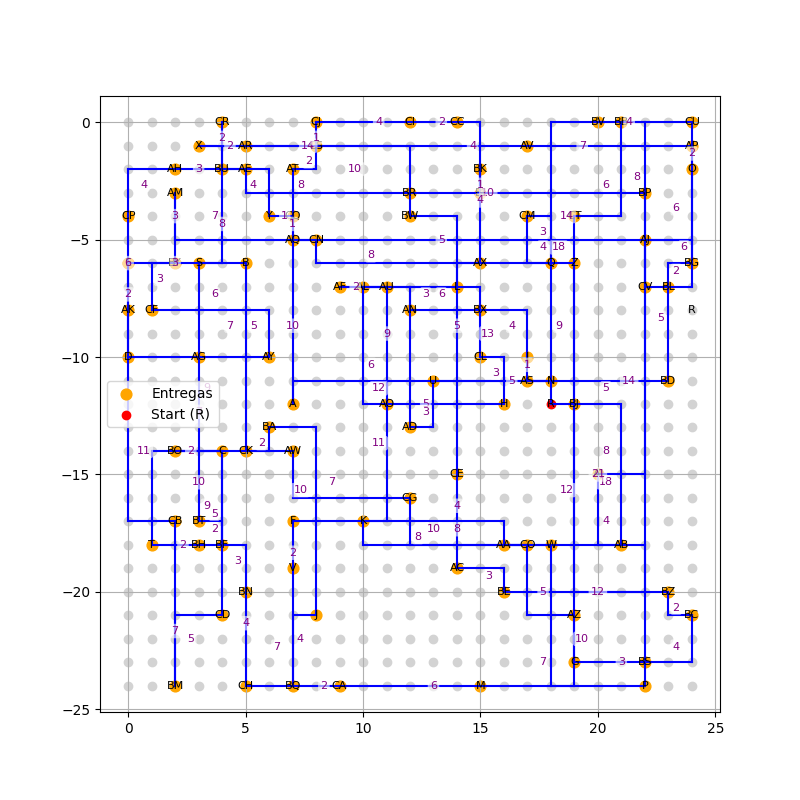 0
CR
CJ
4
CI
2
CC
BV
4
CU
2
1
X
2
AR
14
4
AV
7
AP
2
AH
3
BU
AE
AT
2
10
BK
O
4
4
8
1
8
AM
BR
10
6
BP
4
CP
3
7
Y
1
BW
CM
14
T
6
8
1
3
−5
AQ
CN
5
4
18
AJ
6
6
3
S
B
8
AX
Q
Z
BG
2
3
AF
2
L
AU
CV
BL
2
6
3
6
AK
CF
AN
BX
R
7
5
10
9
5
13
4
9
5
−10
D
AG
AY
CL
1
6
3
U
5
AS
N
14
BD
12
5
A
AO
5
H
BJ
3
Entregas
Start (R)
BA
AD
2
11
11
BO
2
C
CK
AW
7
8
−15
10
CE
21
18
10
12
9
CG
4
5
CB
BT
2
F
K
10
8
4
T
2
BH
BF
8
AA
CO
W
AB
3
2
V
AC
3
−20
BN
BE
5
12
BZ
4
CD
AZ
2
BC
7
5
4
10
7
7
G
3
BS
4
BM
CH
BQ
2
CA
6
M
P
−25
0
5
10
15
20
25